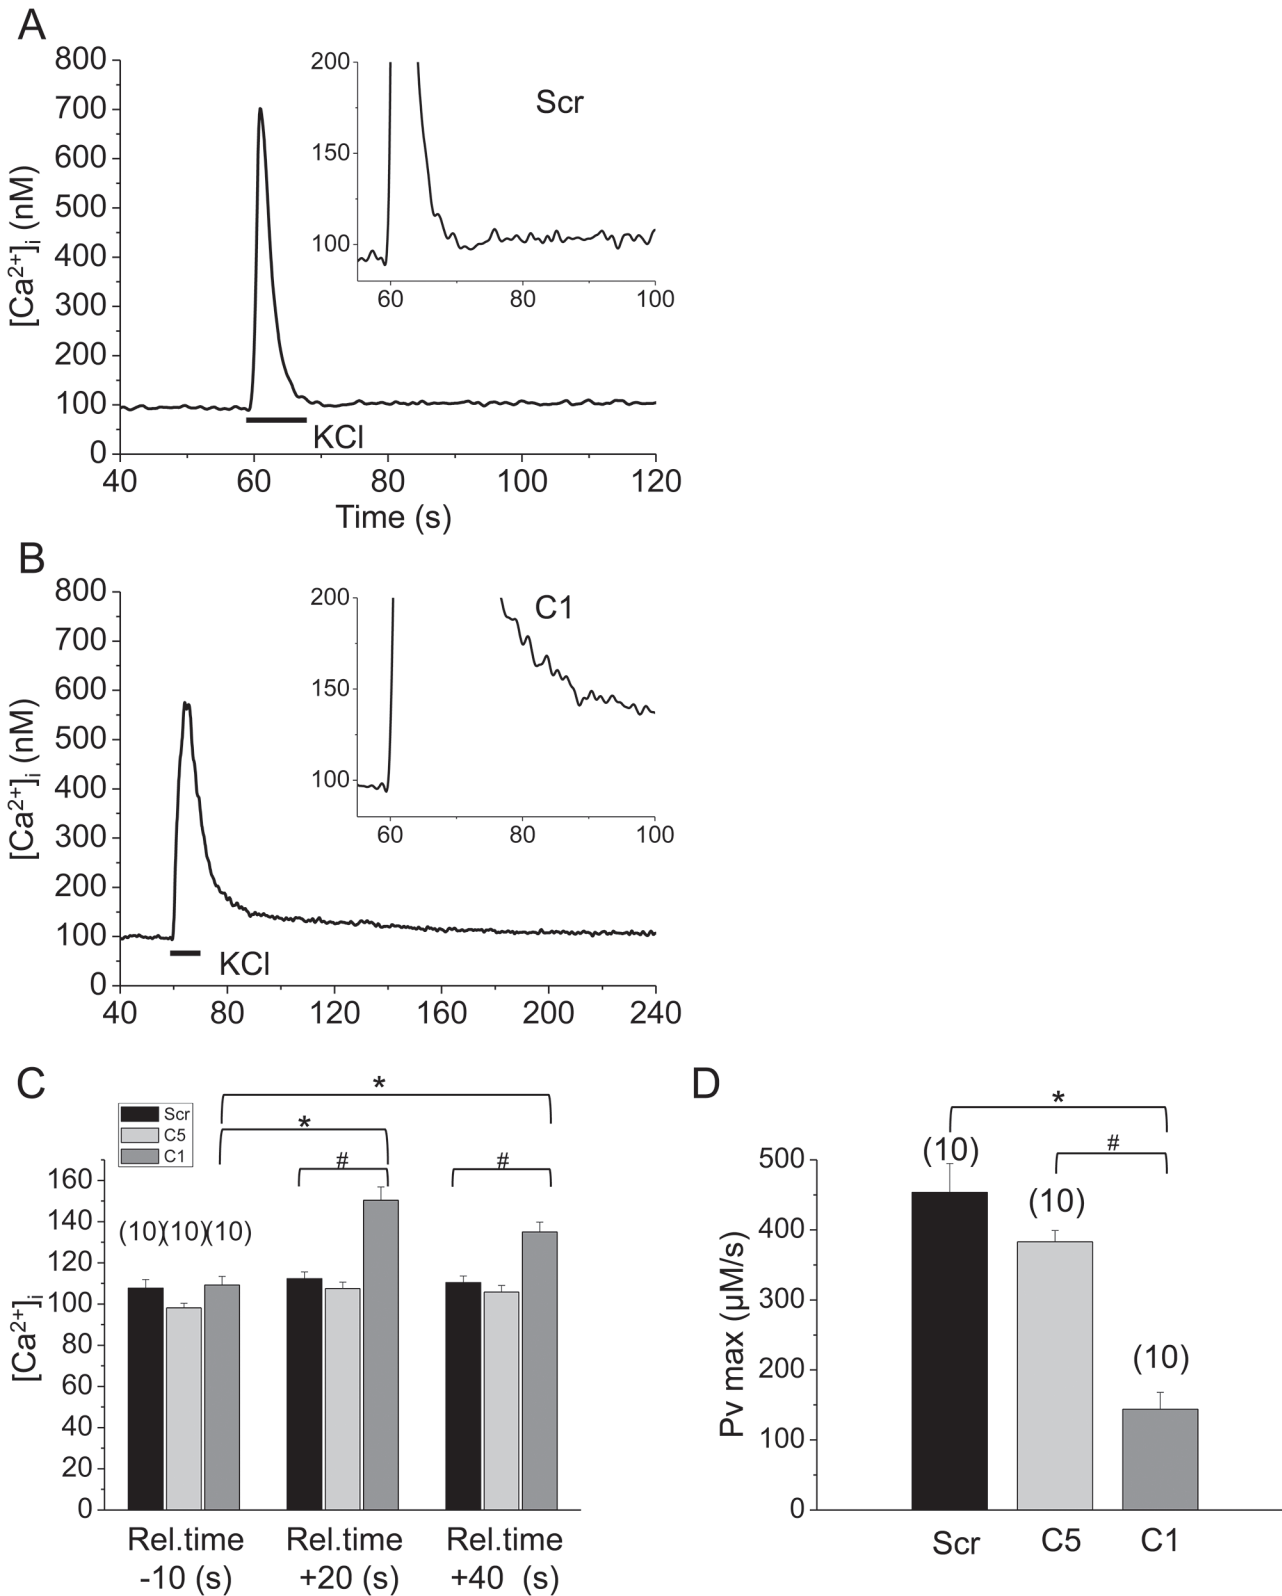 A
800
700
600
500
400
300
200
100
0
[Ca²⁺]ᵢ (nM)
40 60 80 100 120
Time (s)
KCl
200
150
100
60 80 100
Scr
B
800
700
600
500
400
300
200
100
0
[Ca²⁺]ᵢ (nM)
40 80 120 160 200 240
KCl
200
150
100
60 80 100
C1
C
*
*
# #
Scr
C5
C1
160
140
120
100
80
60
40
20
0
[Ca²⁺]ᵢ
(10)(10)(10)
Rel.time Rel.time Rel.time
-10 (s) +20 (s) +40 (s)
D
*
#
500
400
300
200
100
0
Pv max (µM/s)
(10)
(10)
(10)
Scr C5 C1